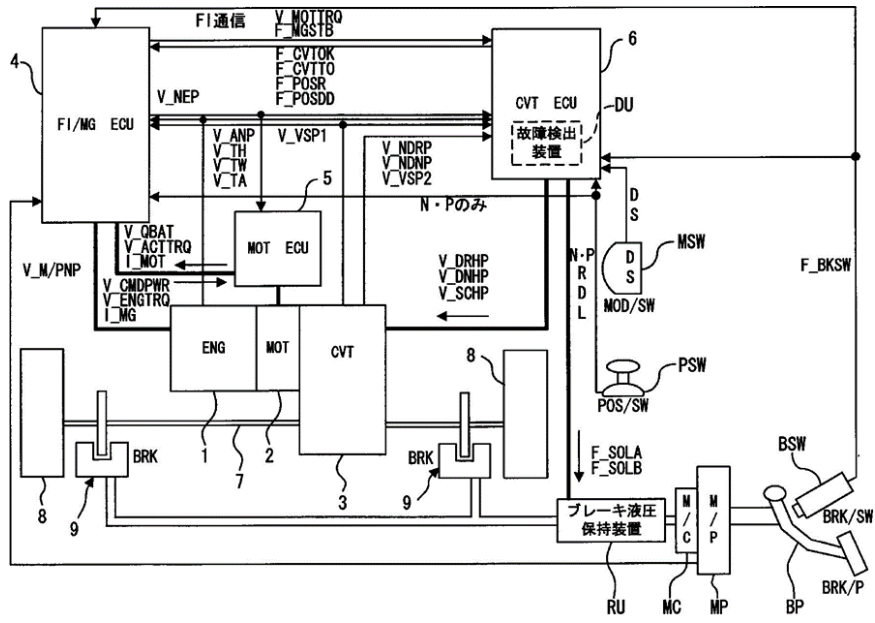 FI通信
V_MOTTRQ
F_MGSTB
F_CVTOK
F_CVTTO
F_POSR
F_POSDD
4
FI/MG ECU
6
CVT ECU
DU
故障検出
装置
V_NEP
V_ANP
V_TH
V_TW
V_TA
V_VSP1
V_NDRP
V_NDNP
V_VSP2
N・Pのみ
5
MOT ECU
V_QBAT
V_ACTTRQ
I_MOT
V_M/PNP
V_CMDPWR
V_ENGTRQ
I_MG
V_DRHP
V_DNHP
V_SCHP
N・P
R
D
L
DS
DS
MSW
MOD/SW
F_BKSW
PSW
POS/SW
ENG
MOT
CVT
8
8
1
2
7
3
BRK
BRK
9
9
F_SOLA
F_SOLB
ブレーキ液圧
保持装置
RU
M/C
MC
M/P
MP
BSW
BRK/SW
BP
BRK/P